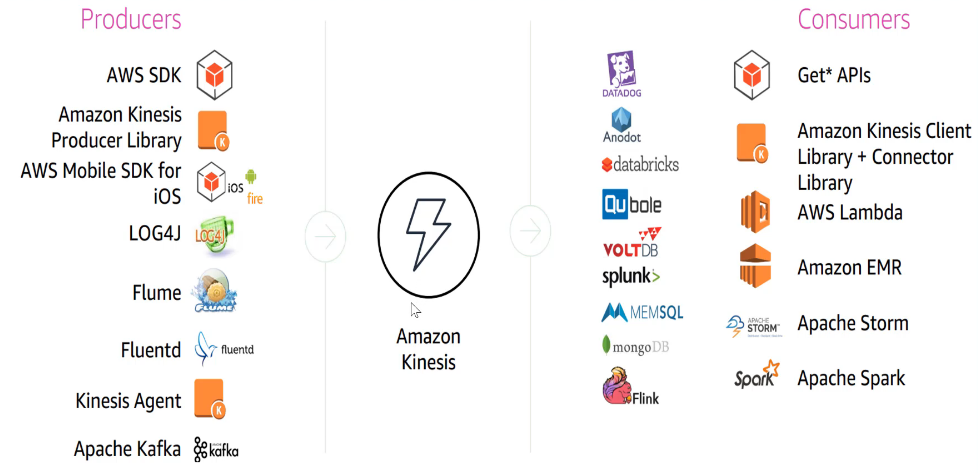 Producers
Consumers
AWS SDK
Amazon Kinesis
Producer Library
K
AWS Mobile SDK for
iOS
iOS
fire
LOG4J
LOG4J
Flume
FLUME
Fluentd
fluentd
Kinesis Agent
K
Apache Kafka
kafka
Amazon
Kinesis
DATADOG
Anodot
databricks
Qubole
VOLTDB
splunk>
MEMSQL
mongoDB
Flink
Get* APIs
K
Amazon Kinesis Client
Library + Connector
Library
AWS Lambda
Amazon EMR
APACHE
STORM
Apache Storm
Spark
Apache Spark